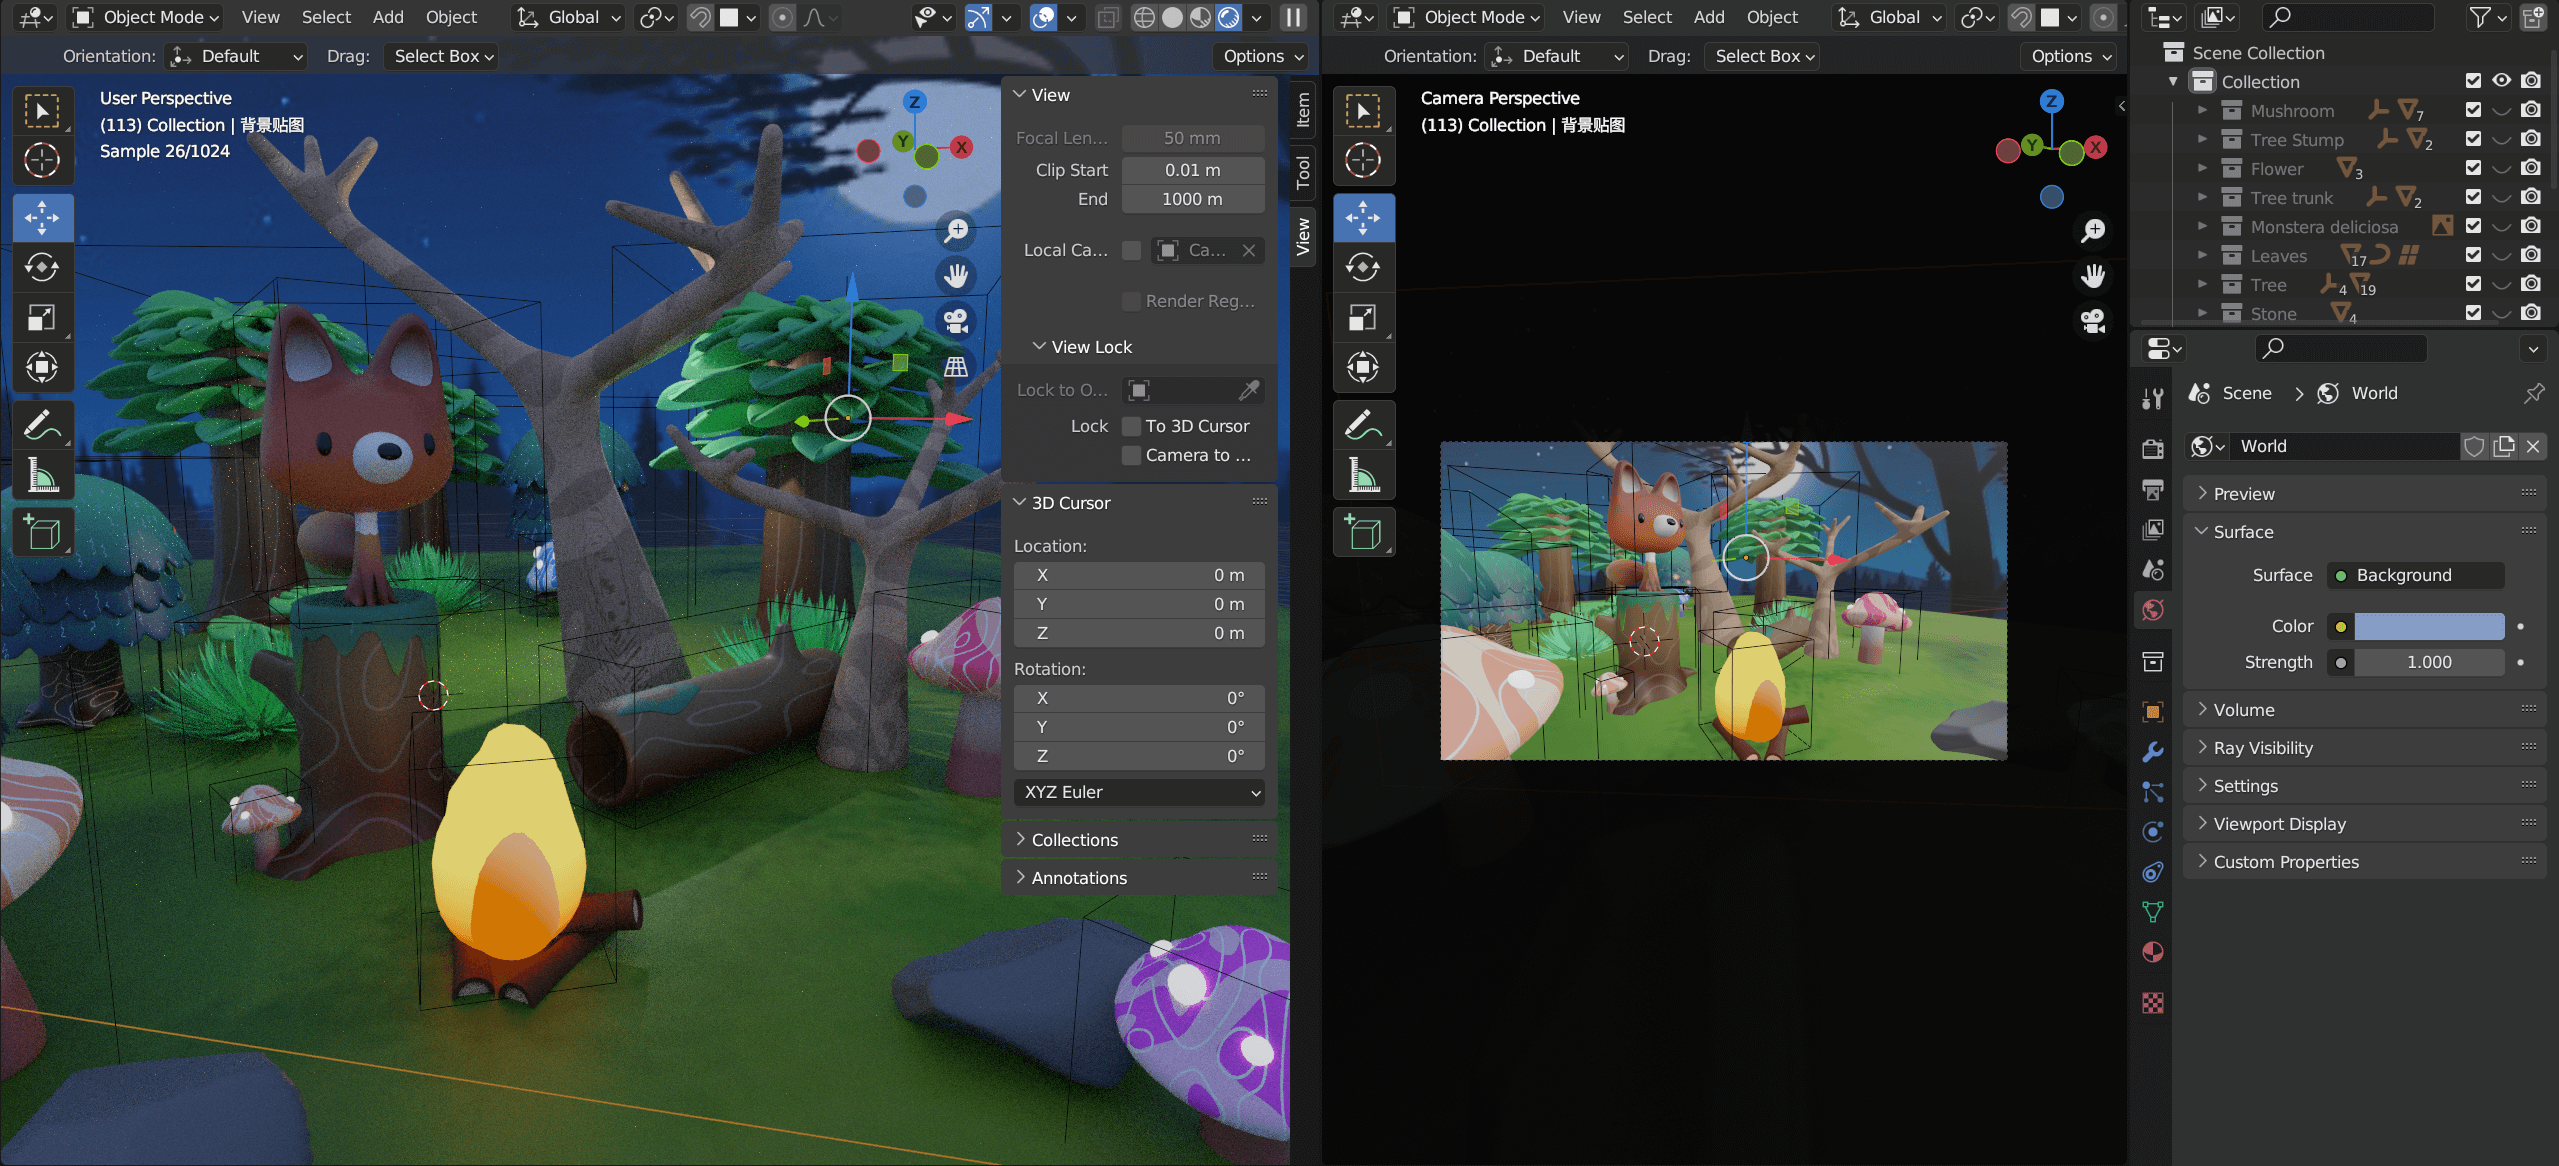 Object Mode View Select Add Object Global
Orientation: Default Drag: Select Box Options
User Perspective
(113) Collection | 背景贴图
Sample 26/1024
Z
Y
X
View
Focal Len... 50 mm
Clip Start 0.01 m
End 1000 m
Local Ca... Ca...
Render Reg...
View Lock
Lock to O...
Lock To 3D Cursor
Camera to ...
3D Cursor
Location:
X 0 m
Y 0 m
Z 0 m
Rotation:
X 0°
Y 0°
Z 0°
XYZ Euler
Collections
Annotations
Item
Tool
View
Object Mode View Select Add Object Global
Orientation: Default Drag: Select Box Options
Camera Perspective
(113) Collection | 背景贴图
Z
Y
X
Scene Collection
Collection
Mushroom 7
Tree Stump 2
Flower 3
Tree trunk 2
Monstera deliciosa
Leaves 17
Tree 4 19
Stone 4
Scene > World
World
Preview
Surface
Surface Background
Color
Strength 1.000
Volume
Ray Visibility
Settings
Viewport Display
Custom Properties